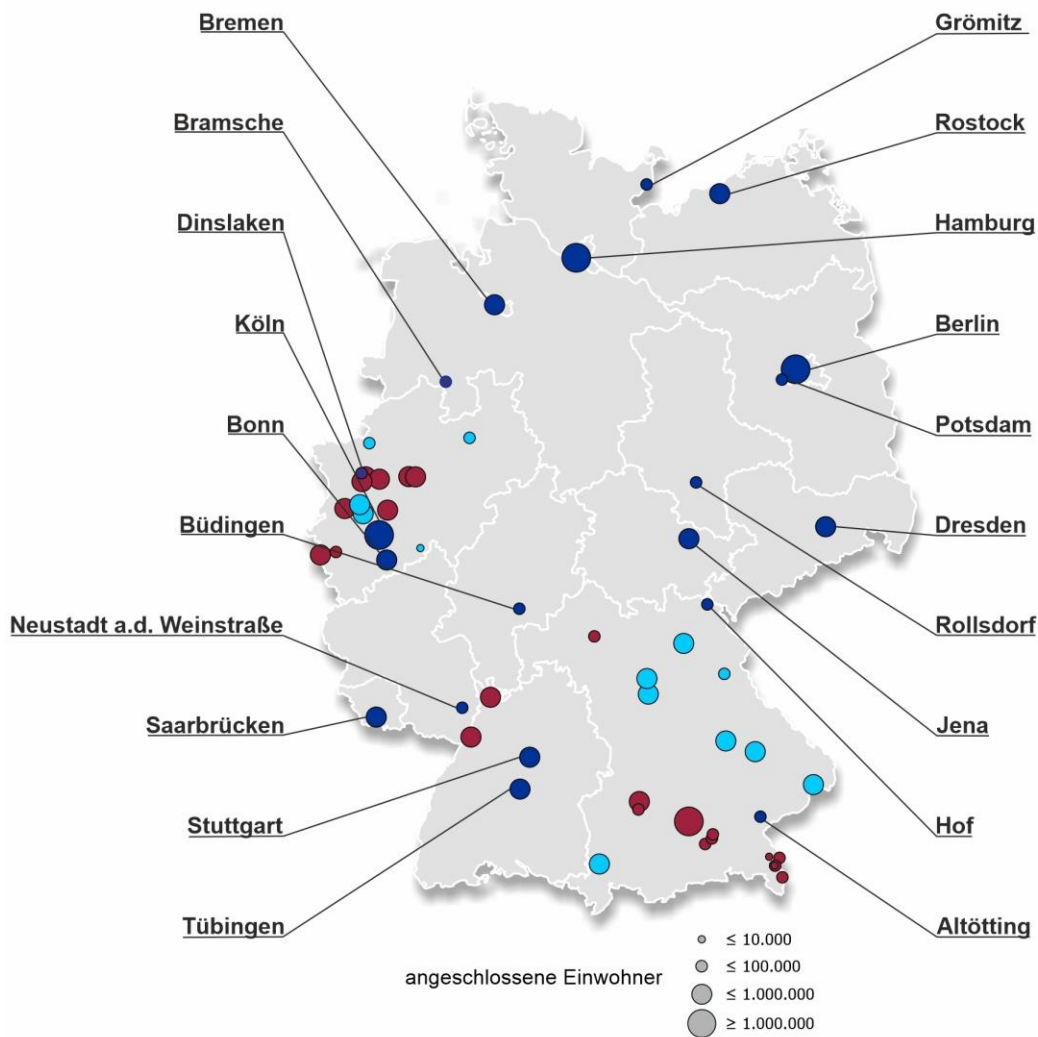 Bremen
Grömitz
Bramsche
Rostock
Dinslaken
Hamburg
Köln
Berlin
Bonn
Potsdam
Büdingen
Dresden
Neustadt a.d. Weinstraße
Rollsdorf
Saarbrücken
Jena
Stuttgart
Hof
Tübingen
Altötting
angeschlossene Einwohner
≤ 10.000
≤ 100.000
≤ 1.000.000
≥ 1.000.000